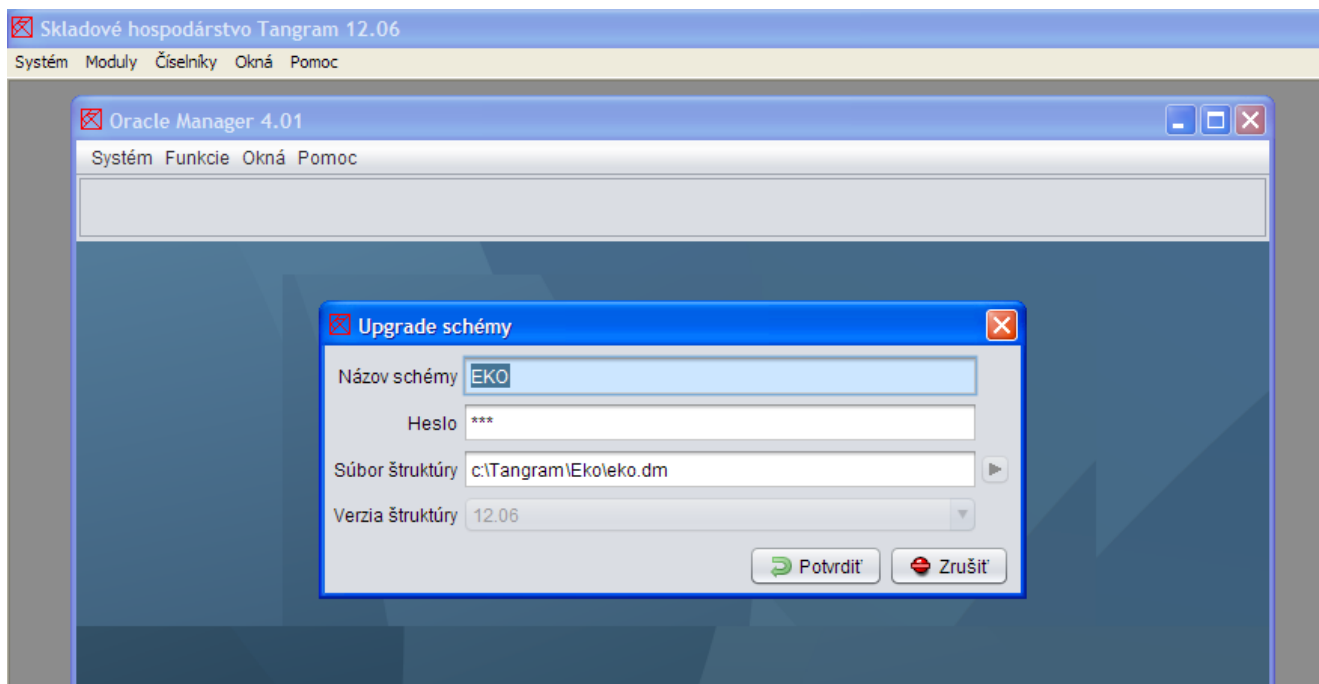 Skladové hospodárstvo Tangram 12.06
Systém Moduly Číselníky Okná Pomoc
Oracle Manager 4.01
Systém Funkcie Okná Pomoc
Upgrade schémy
Názov schémy EKO
Heslo ***
Súbor štruktúry c:\Tangram\Eko\eko.dm
Verzia štruktúry 12.06
Potvrdiť Zrušiť